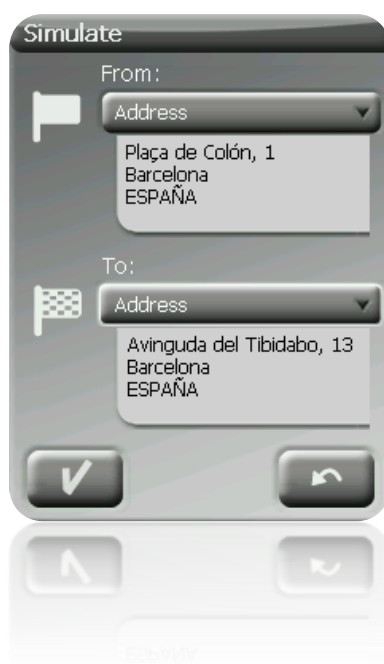 Simulate
From:
Address
Plaça de Colón, 1
Barcelona
ESPAÑA
To:
Address
Avinguda del Tibidabo, 13
Barcelona
ESPAÑA